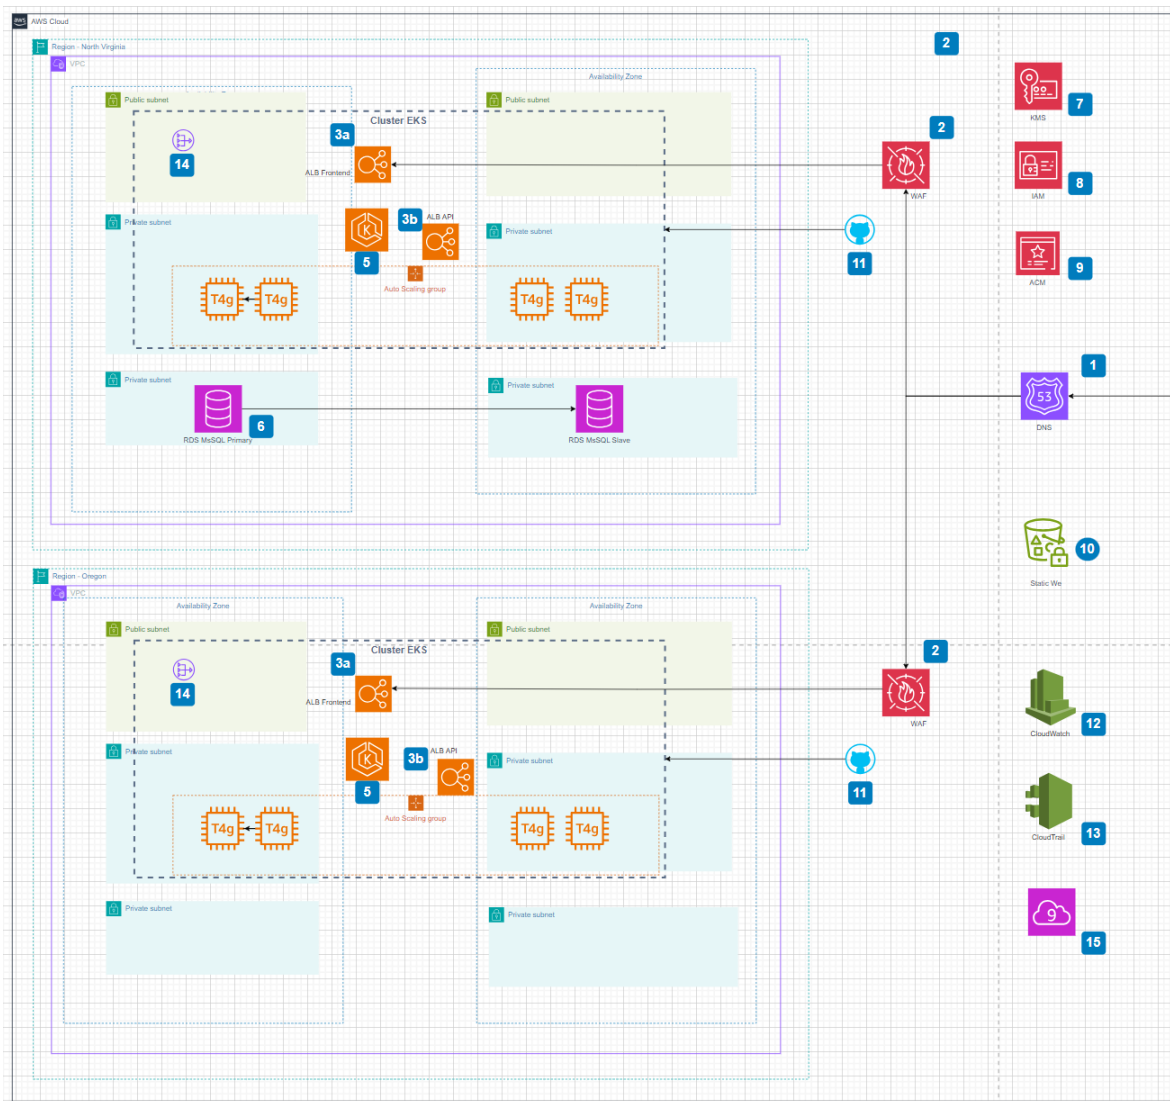 aws
AWS Cloud
Region - North Virginia
2
VPC
Availability Zone
Public subnet
Public subnet
Cluster EKS
3a
2
7
KMS
14
ALB Frontend
WAF
8
IAM
Private subnet
3b
ALB API
Private subnet
K
5
11
9
ACM
Auto Scaling group
T4g
T4g
T4g
T4g
Private subnet
Private subnet
1
53
DNS
6
RDS MsSQL Primary
RDS MsSQL Slave
10
Static We
Region - Oregon
VPC
Availability Zone
Availability Zone
Public subnet
Public subnet
Cluster EKS
3a
2
14
ALB Frontend
WAF
12
CloudWatch
Private subnet
3b
ALB API
Private subnet
K
5
11
Auto Scaling group
T4g
T4g
T4g
T4g
13
CloudTrail
Private subnet
Private subnet
9
15